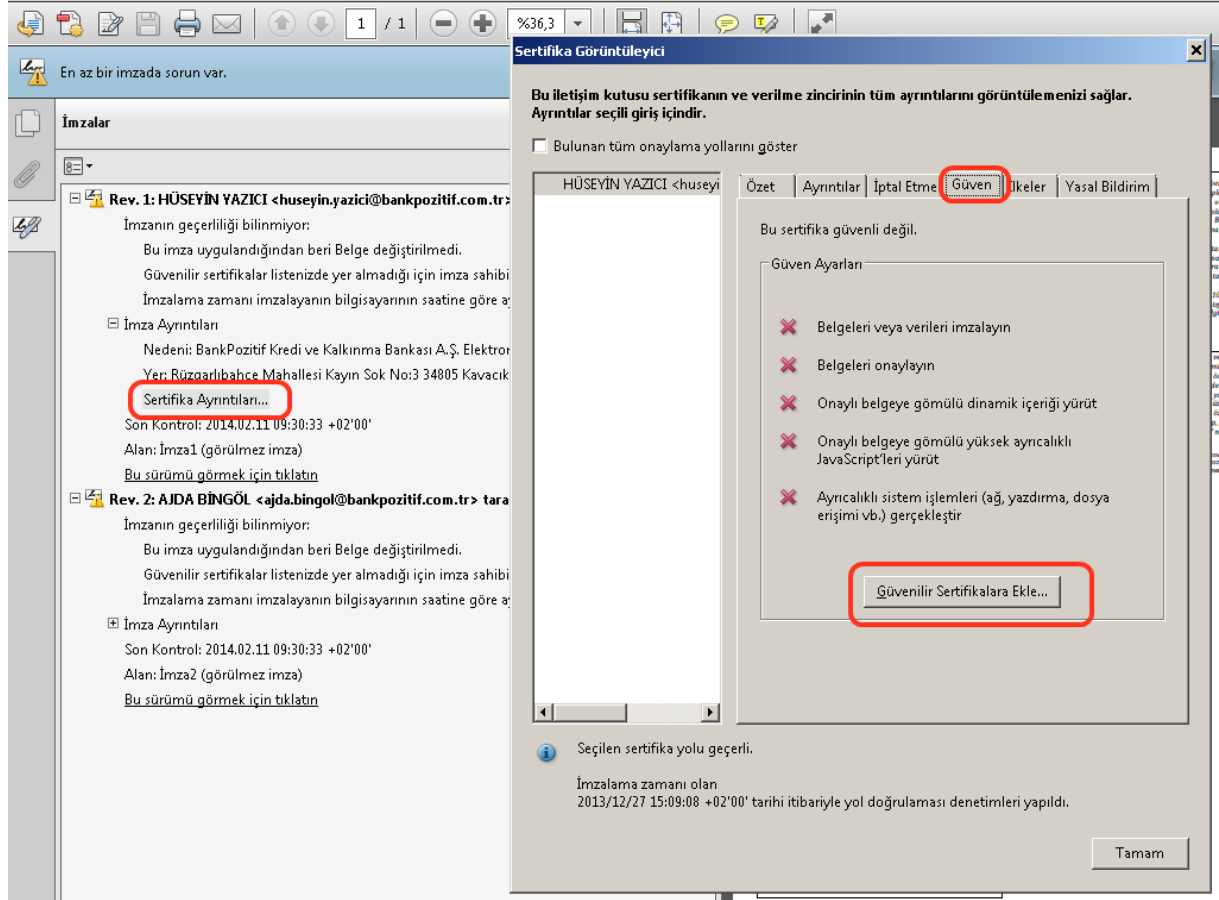 1 / 1
%36,3
En az bir imzada sorun var.
İmzalar
Rev. 1: HÜSEYİN YAZICI <huseyin.yazici@bankpozitif.com.tr>
İmzanın geçerliliği bilinmiyor:
Bu imza uygulandığından beri Belge değiştirilmedi.
Güvenilir sertifikalar listenizde yer almadığı için imza sahibi
İmzalama zamanı imzalayanın bilgisayarının saatine göre
İmza Ayrıntıları
Nedeni: BankPozitif Kredi ve Kalkınma Bankası A.Ş.
Yer: Rüzgarlıbahçe Mahallesi Kayın Sok No:3 34805 Kavacık
Sertifika Ayrıntıları...
Son Kontrol: 2014.02.11 09:30:33 +02'00'
Alan: İmza1 (görülmez imza)
Bu sürümü görmek için tıklatın
Rev. 2: AJDA BİNGÖL <ajda.bingol@bankpozitif.com.tr> tara
İmzanın geçerliliği bilinmiyor:
Bu imza uygulandığından beri Belge değiştirilmedi.
Güvenilir sertifikalar listenizde yer almadığı için imza sahibi
İmzalama zamanı imzalayanın bilgisayarının saatine göre
İmza Ayrıntıları
Son Kontrol: 2014.02.11 09:30:33 +02'00'
Alan: İmza2 (görülmez imza)
Bu sürümü görmek için tıklatın
Sertifika Görüntüleyici
Bu iletişim kutusu sertifikanın ve verilme zincirinin tüm ayrıntılarını görüntülemenizi sağlar.
Ayrıntılar seçili giriş içindir.
Bulunan tüm onaylama yollarını göster
HÜSEYİN YAZICI <huseyi
Özet Ayrıntılar İptal Etme Güven lkeler Yasal Bildirim
Bu sertifika güvenli değil.
Güven Ayarları
Belgeleri veya verileri imzalayın
Belgeleri onaylayın
Onaylı belgeye gömülü dinamik içeriği yürüt
Onaylı belgeye gömülü yüksek ayrıcalıklı
JavaScript'leri yürüt
Ayrıcalıklı sistem işlemleri (ağ, yazdırma, dosya
erişimi vb.) gerçekleştir
Güvenilir Sertifikalara Ekle...
Seçilen sertifika yolu geçerli.
İmzalama zamanı olan
2013/12/27 15:09:08 +02'00' tarihi itibariyle yol doğrulaması denetimleri yapıldı.
Tamam